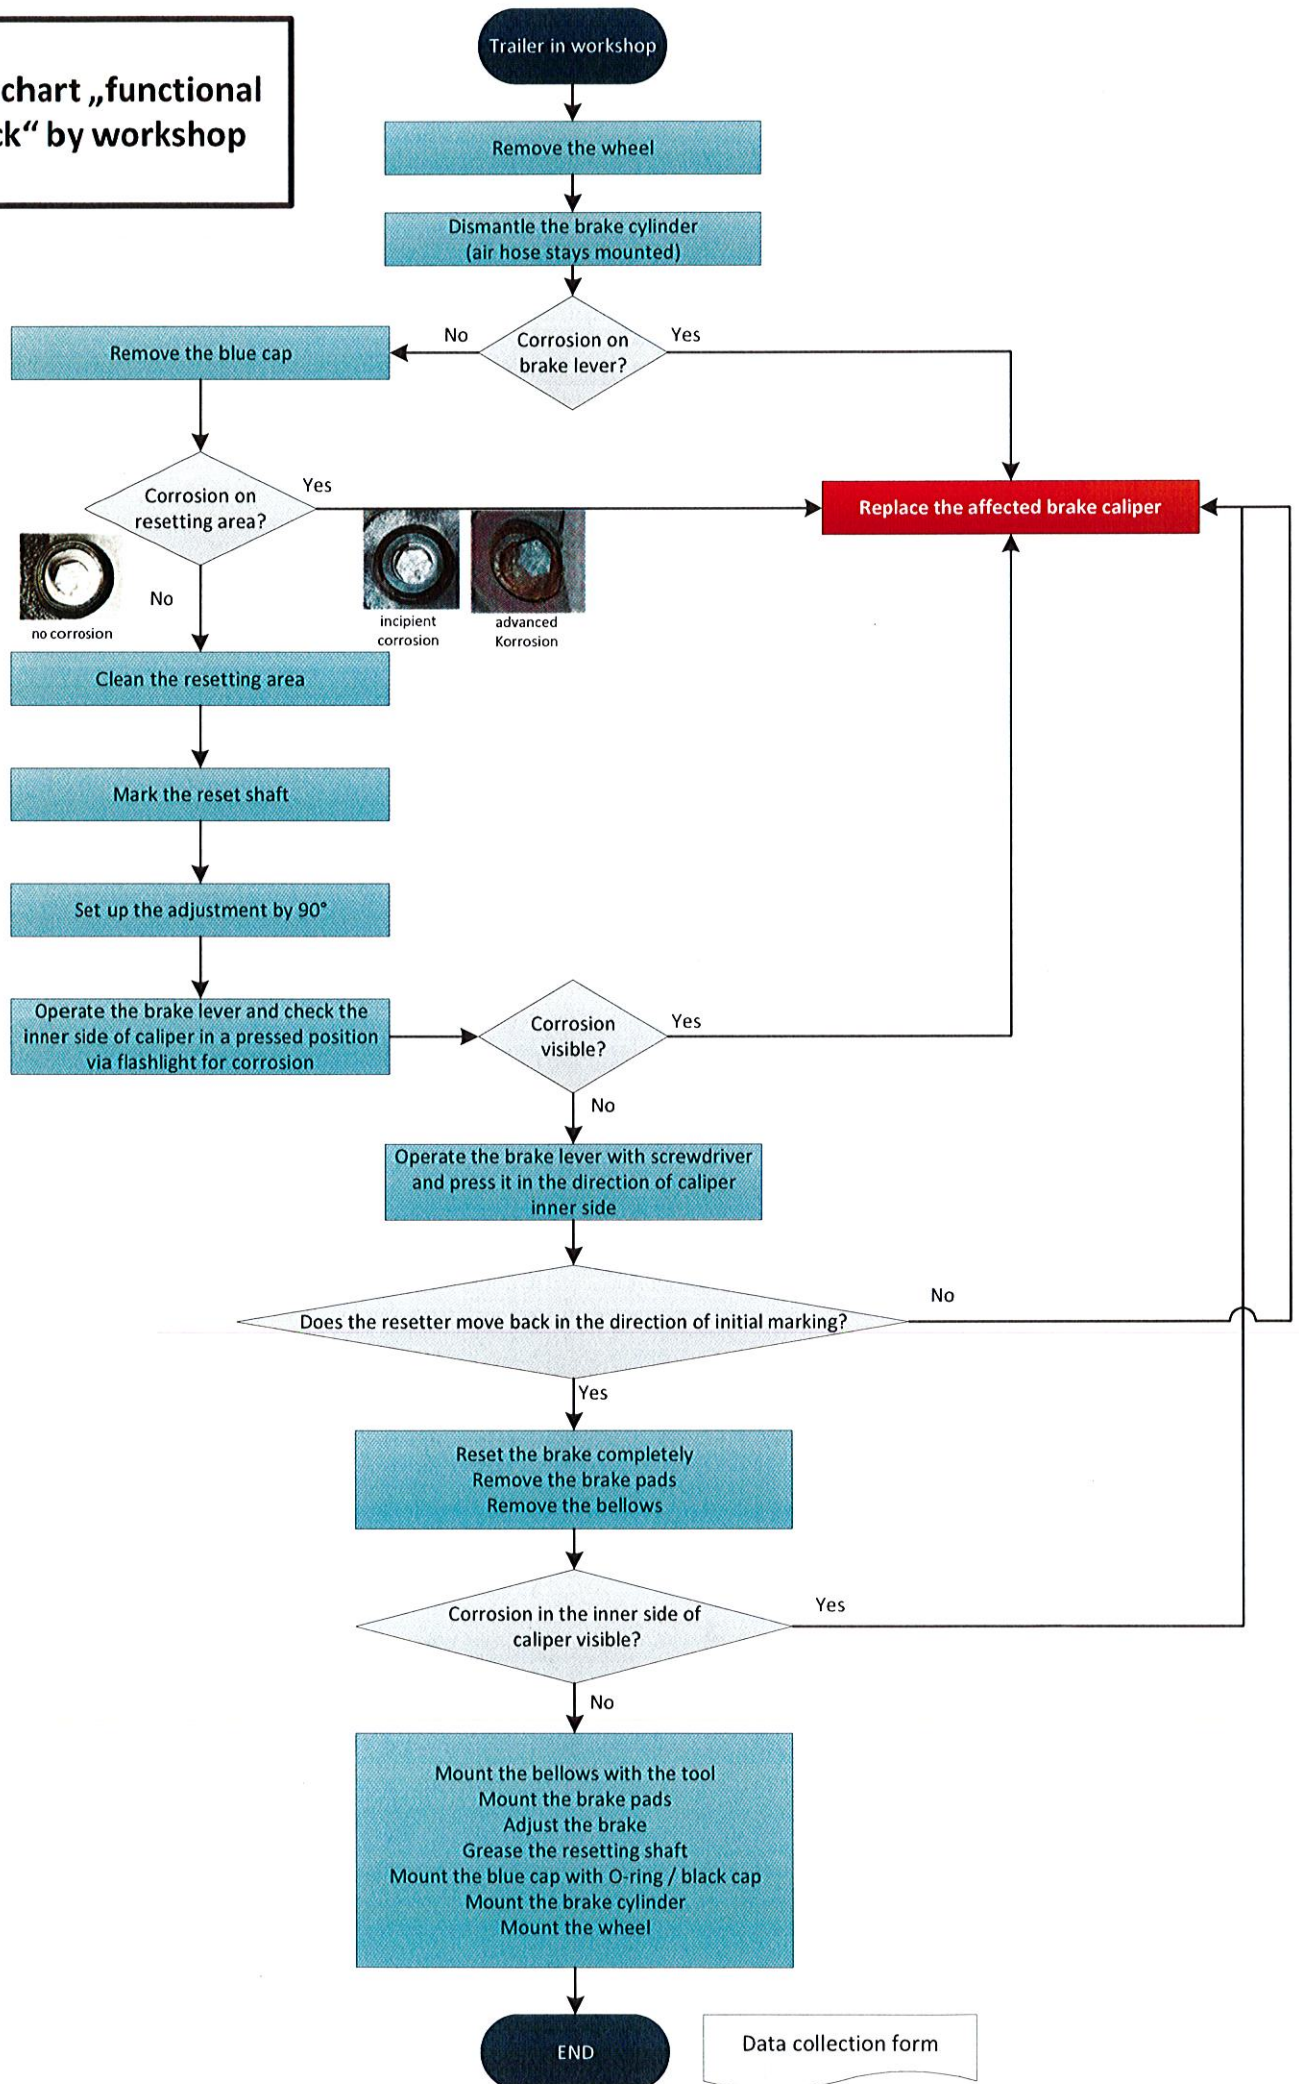 chart „functional
ck“ by workshop
Trailer in workshop
Remove the wheel
Dismantle the brake cylinder
(air hose stays mounted)
Corrosion on
brake lever?
No
Yes
Remove the blue cap
Corrosion on
resetting area?
Yes
Replace the affected brake caliper
No
no corrosion
incipient
corrosion
advanced
Korrosion
Clean the resetting area
Mark the reset shaft
Set up the adjustment by 90°
Operate the brake lever and check the
inner side of caliper in a pressed position
via flashlight for corrosion
Corrosion
visible?
Yes
No
Operate the brake lever with screwdriver
and press it in the direction of caliper
inner side
Does the resetter move back in the direction of initial marking?
No
Yes
Reset the brake completely
Remove the brake pads
Remove the bellows
Corrosion in the inner side of
caliper visible?
Yes
No
Mount the bellows with the tool
Mount the brake pads
Adjust the brake
Grease the resetting shaft
Mount the blue cap with O-ring / black cap
Mount the brake cylinder
Mount the wheel
END
Data collection form